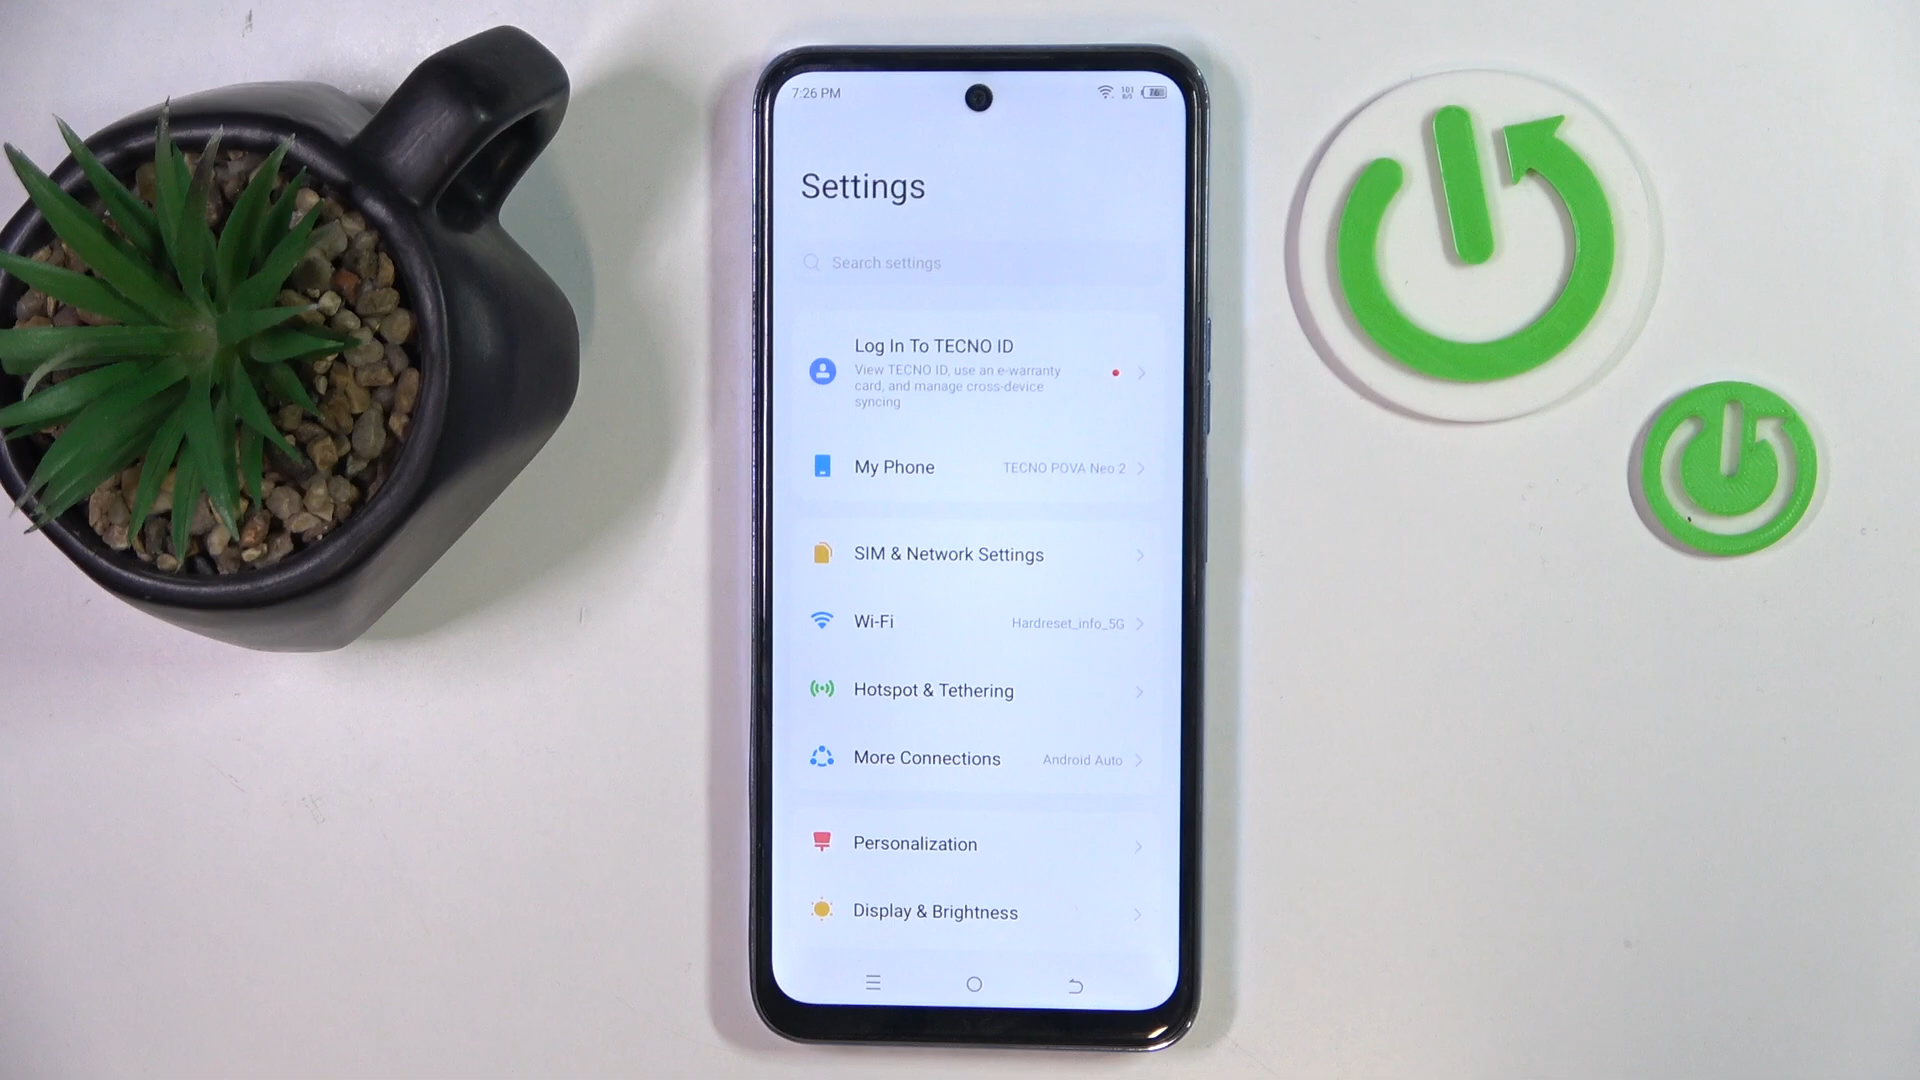 7:26 PM
101
B/S
76
Settings
Search settings
Log In To TECNO ID
View TECNO ID, use an e-warranty
card, and manage cross-device
syncing
My Phone
TECNO POVA Neo 2
SIM & Network Settings
Wi-Fi
Hardreset_info_5G
Hotspot & Tethering
More Connections
Android Auto
Personalization
Display & Brightness